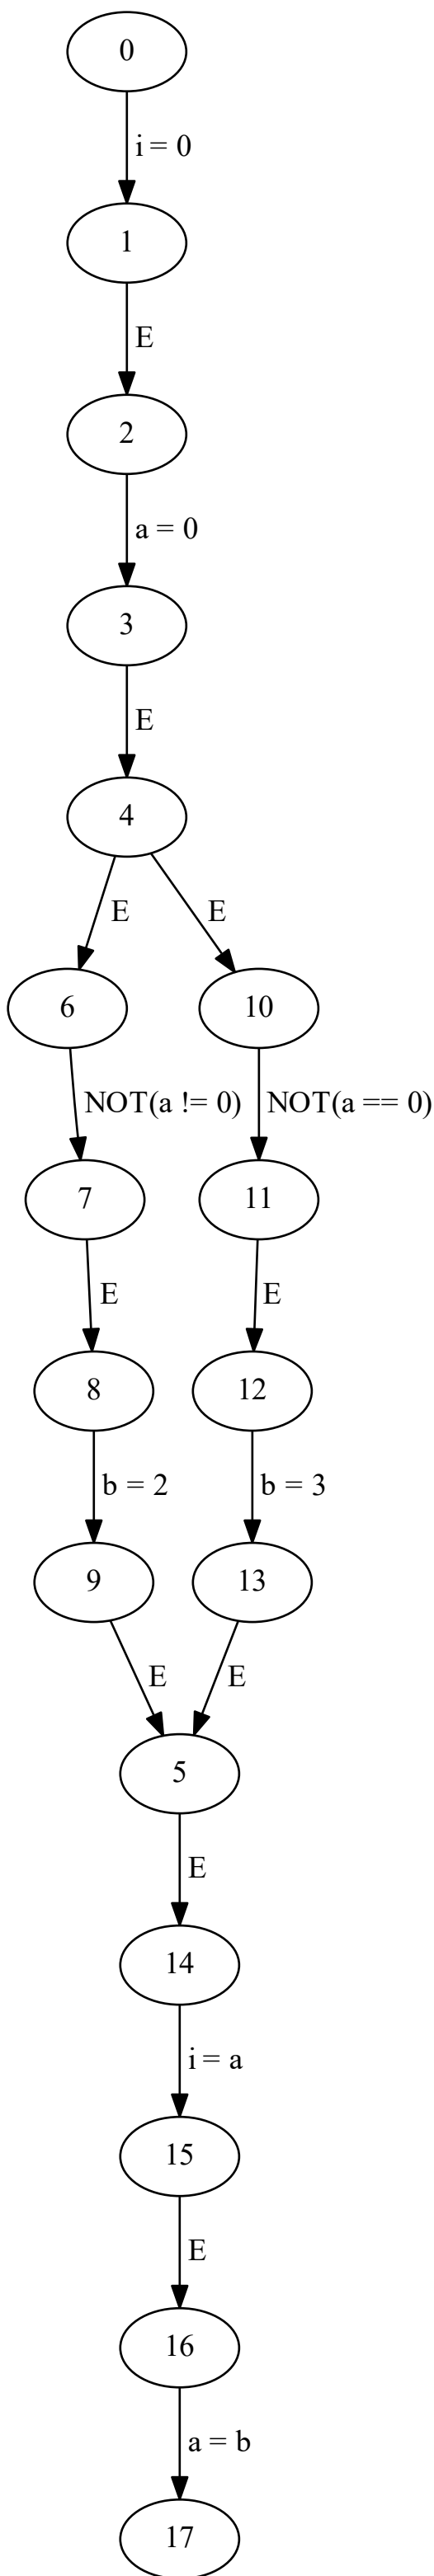 0
i = 0
1
E
2
a = 0
3
E
4
E E
6 10
NOT(a != 0) NOT(a == 0)
7 11
E E
8 12
b = 2 b = 3
9 13
E E
5
E
14
i = a
15
E
16
a = b
17